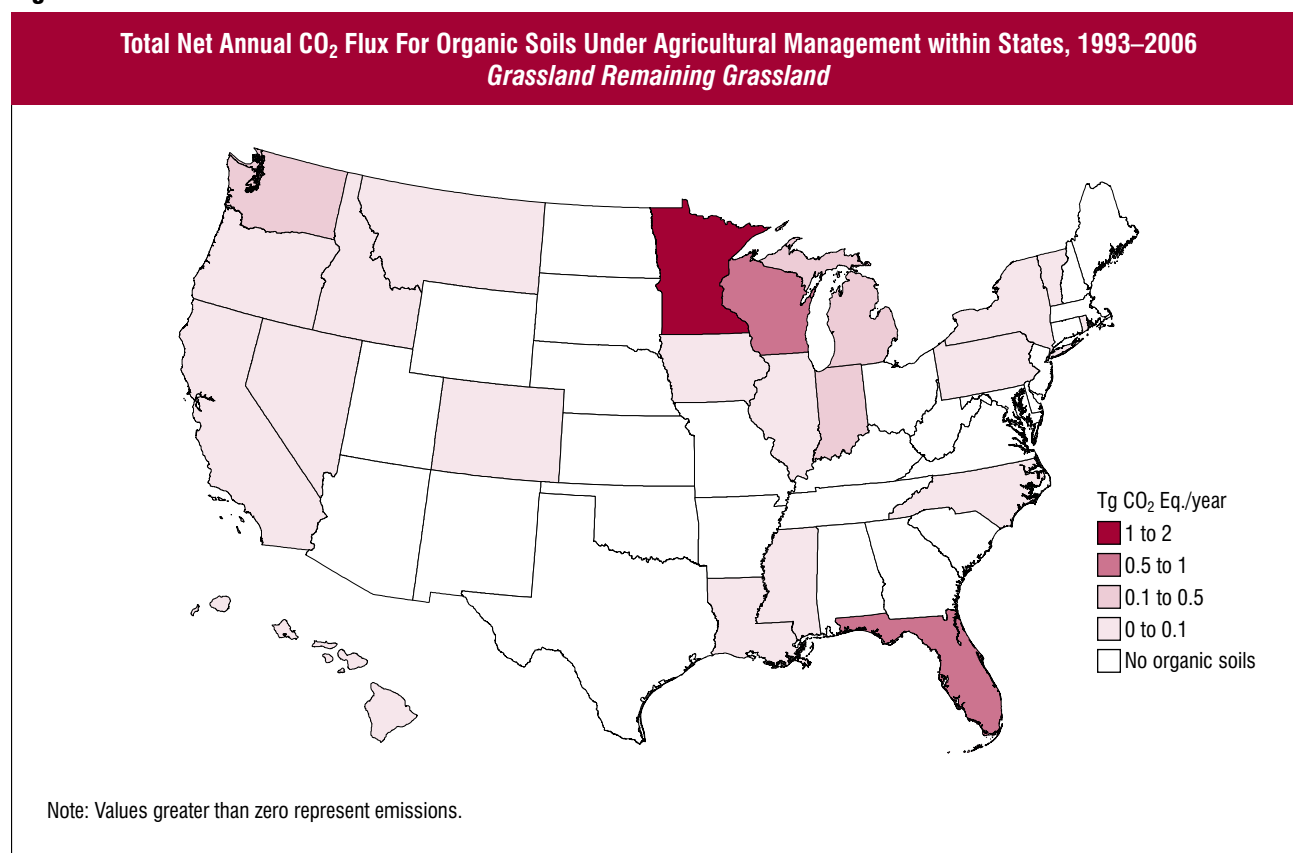 Total Net Annual CO₂ Flux For Organic Soils Under Agricultural Management within States, 1993–2006
Grassland Remaining Grassland
Tg CO₂ Eq./year
1 to 2
0.5 to 1
0.1 to 0.5
0 to 0.1
No organic soils
Note: Values greater than zero represent emissions.